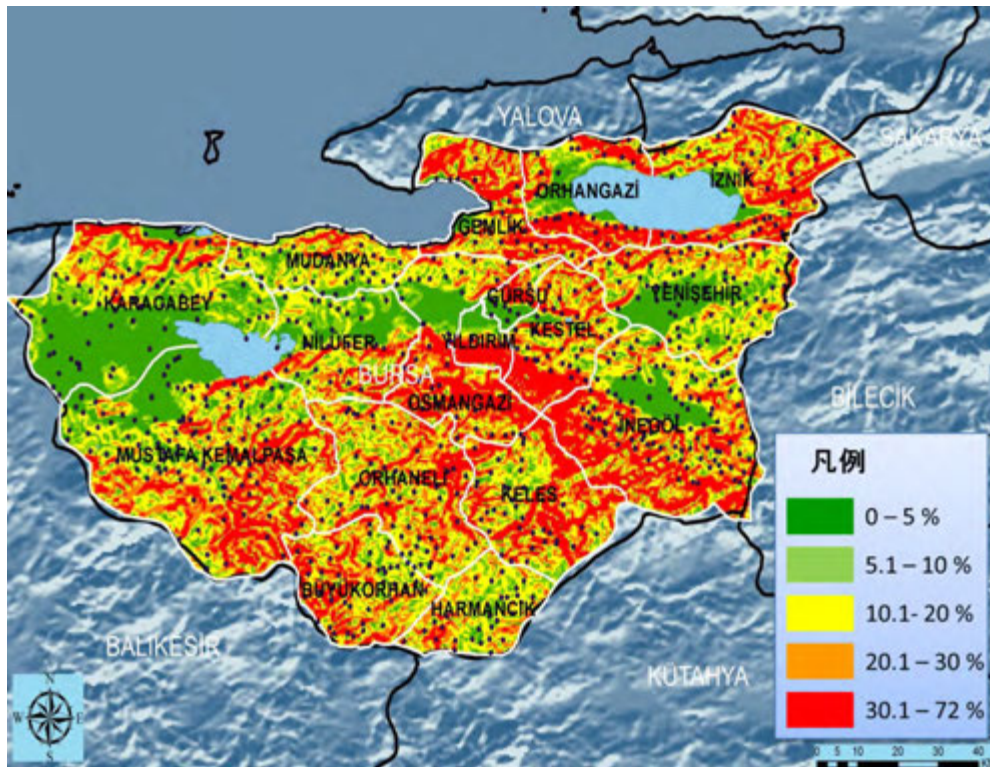 YALOVA
SAKARYA
ORHANGAZİ
İZNİK
GEMLİK
MUDANYA
KARACABEY
GÜRSU
YENİŞEHİR
NİLÜFER
YILDIRIM
KESTEL
BURSA
OSMANGAZİ
BİLECİK
İNEGÖL
MUSTAFA KEMALPAŞA
ORHANELİ
KELES
BÜYÜKORHAN
HARMANCIK
BALIKESİR
KÜTAHYA
凡例
0 – 5 %
5.1 – 10 %
10.1- 20 %
20.1 – 30 %
30.1 – 72 %
N
W E
S
0 5 10 20 30 40